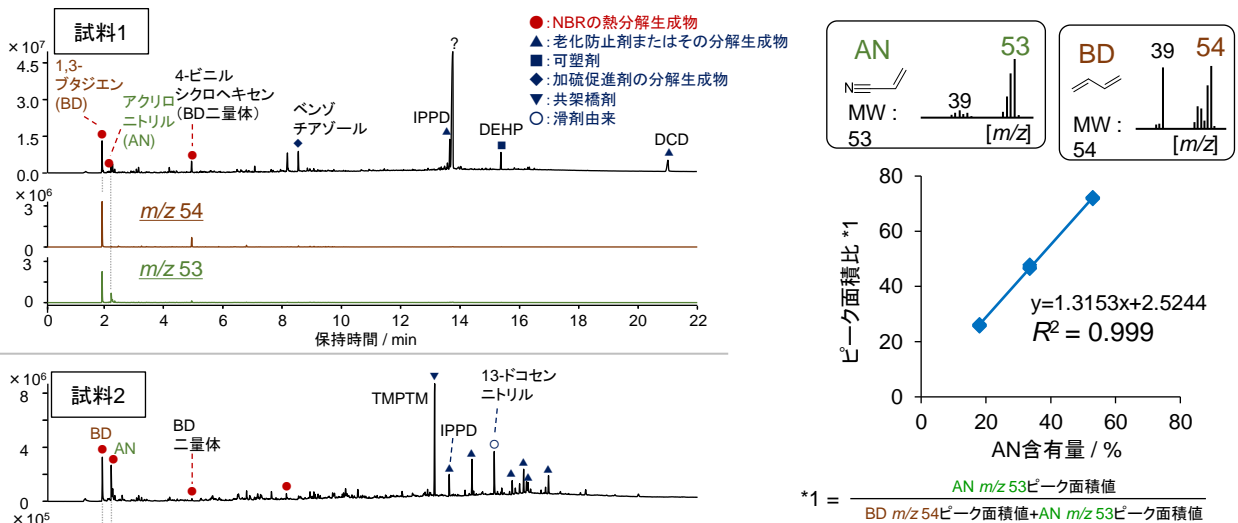 試料1
●:NBRの熱分解生成物
▲:老化防止剤またはその分解生成物
■:可塑剤
◆:加硫促進剤の分解生成物
▼:共架橋剤
○:滑剤由来
×10⁷
4.5
3.0
1.5
0.0
1,3-
ブタジエン
(BD)
アクリロ
ニトリル
(AN)
4-ビニル
シクロヘキセン
(BD二量体)
ベンゾ
チアゾール
IPPD
?
DEHP
DCD
×10⁶
3
0
m/z 54
3
0
m/z 53
0 2 4 6 8 10 12 14 16 18 20 22
保持時間 / min
試料2
×10⁶
8
4
0
BD
AN
BD
二量体
TMPTM
IPPD
13-ドコセン
ニトリル
×10⁵
AN
53
N
39
MW :
53
[m/z]
BD
39
54
MW :
54
[m/z]
80
60
40
20
0
ピーク面積比 *1
y=1.3153x+2.5244
R² = 0.999
0 20 40 60 80
AN含有量 / %
*1 =
AN m/z 53ピーク面積値
BD m/z 54ピーク面積値+AN m/z 53ピーク面積値